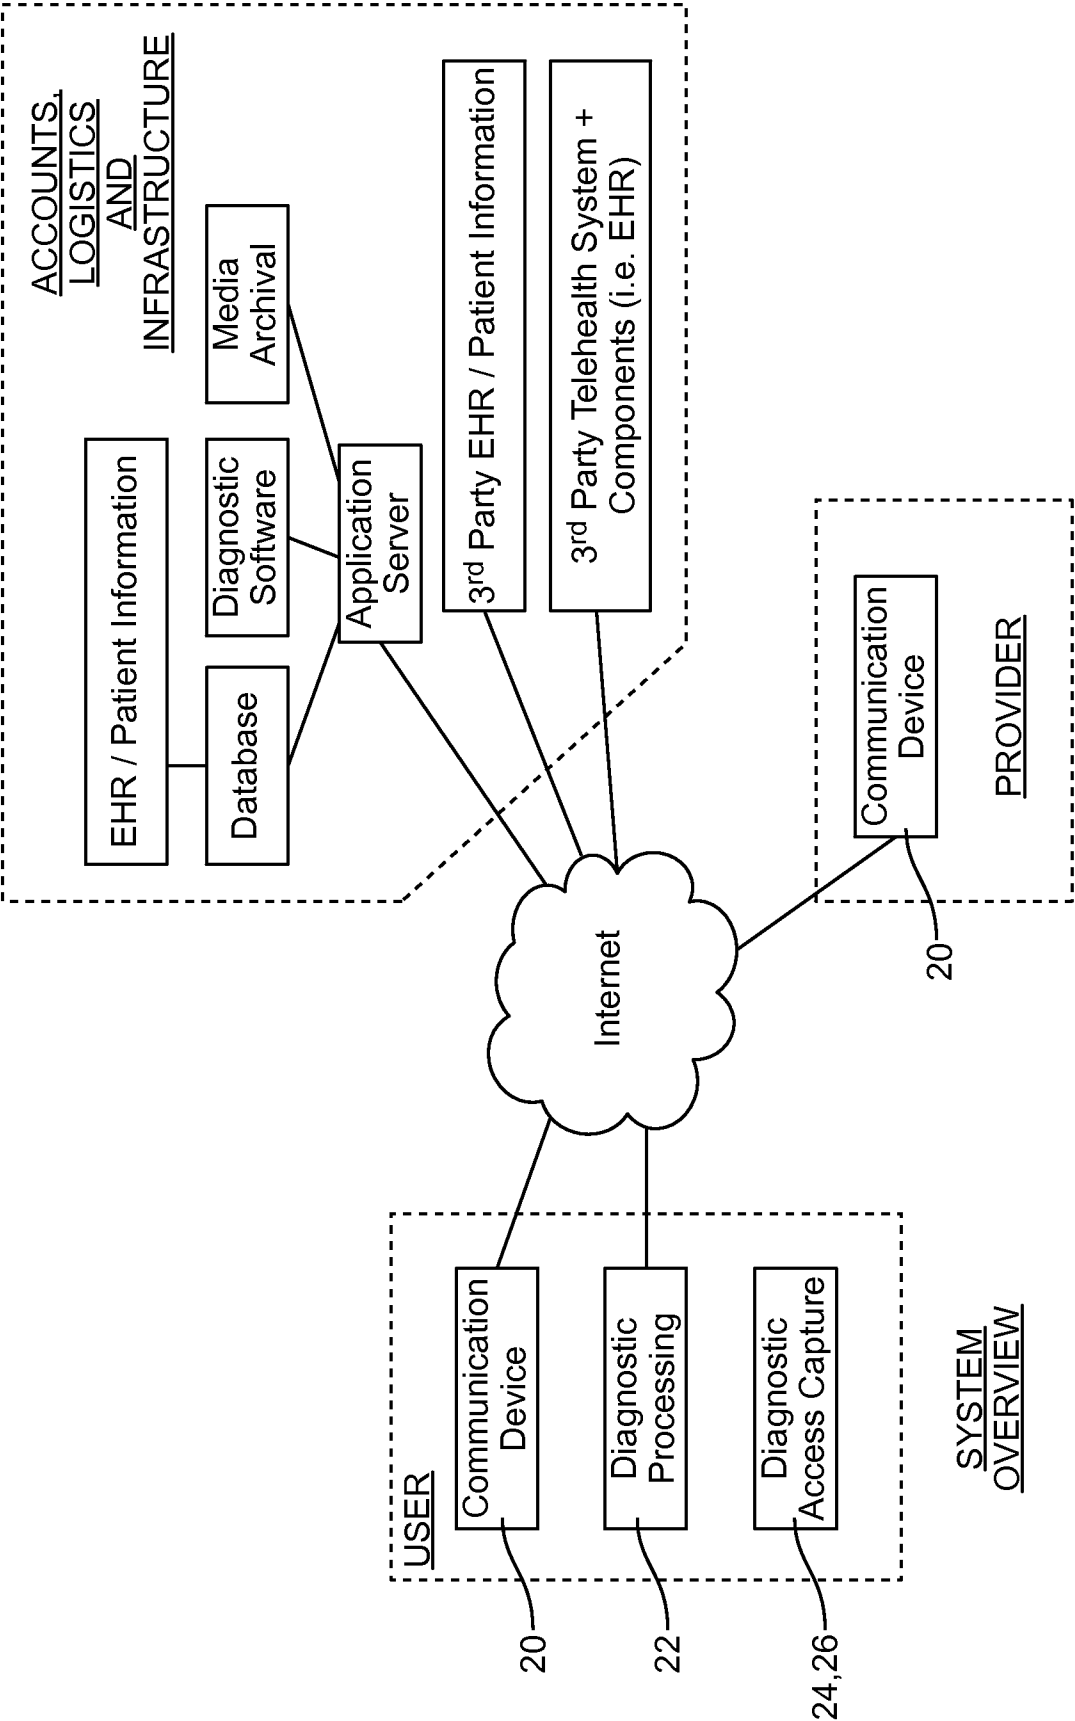 USER
20
Communication
Device
22
Diagnostic
Processing
24,26
Diagnostic
Access Capture
SYSTEM
OVERVIEW
Internet
ACCOUNTS,
LOGISTICS
AND
INFRASTRUCTURE
EHR / Patient Information
Database
Diagnostic
Software
Media
Archival
Application
Server
3rd Party EHR / Patient Information
3rd Party Telehealth System +
Components (i.e. EHR)
Communication
Device
20
PROVIDER